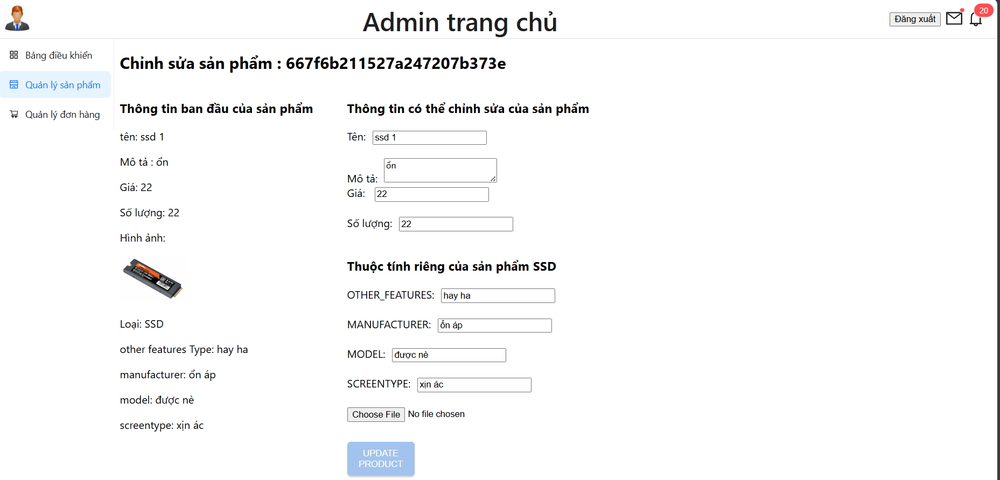 Admin trang chủ
Đăng xuất
20
Bảng điều khiển
Quản lý sản phẩm
Quản lý đơn hàng
Chỉnh sửa sản phẩm : 667f6b211527a247207b373e
Thông tin ban đầu của sản phẩm
tên: ssd 1
Mô tả : ổn
Giá: 22
Số lượng: 22
Hình ảnh:
Loại: SSD
other features Type: hay ha
manufacturer: ổn áp
model: được nè
screentype: xịn ác
Thông tin có thể chỉnh sửa của sản phẩm
Tên: ssd 1
Mô tả: ổn
Giá: 22
Số lượng: 22
Thuộc tính riêng của sản phẩm SSD
OTHER_FEATURES: hay ha
MANUFACTURER: ổn áp
MODEL: được nè
SCREENTYPE: xịn ác
Choose File No file chosen
UPDATE
PRODUCT